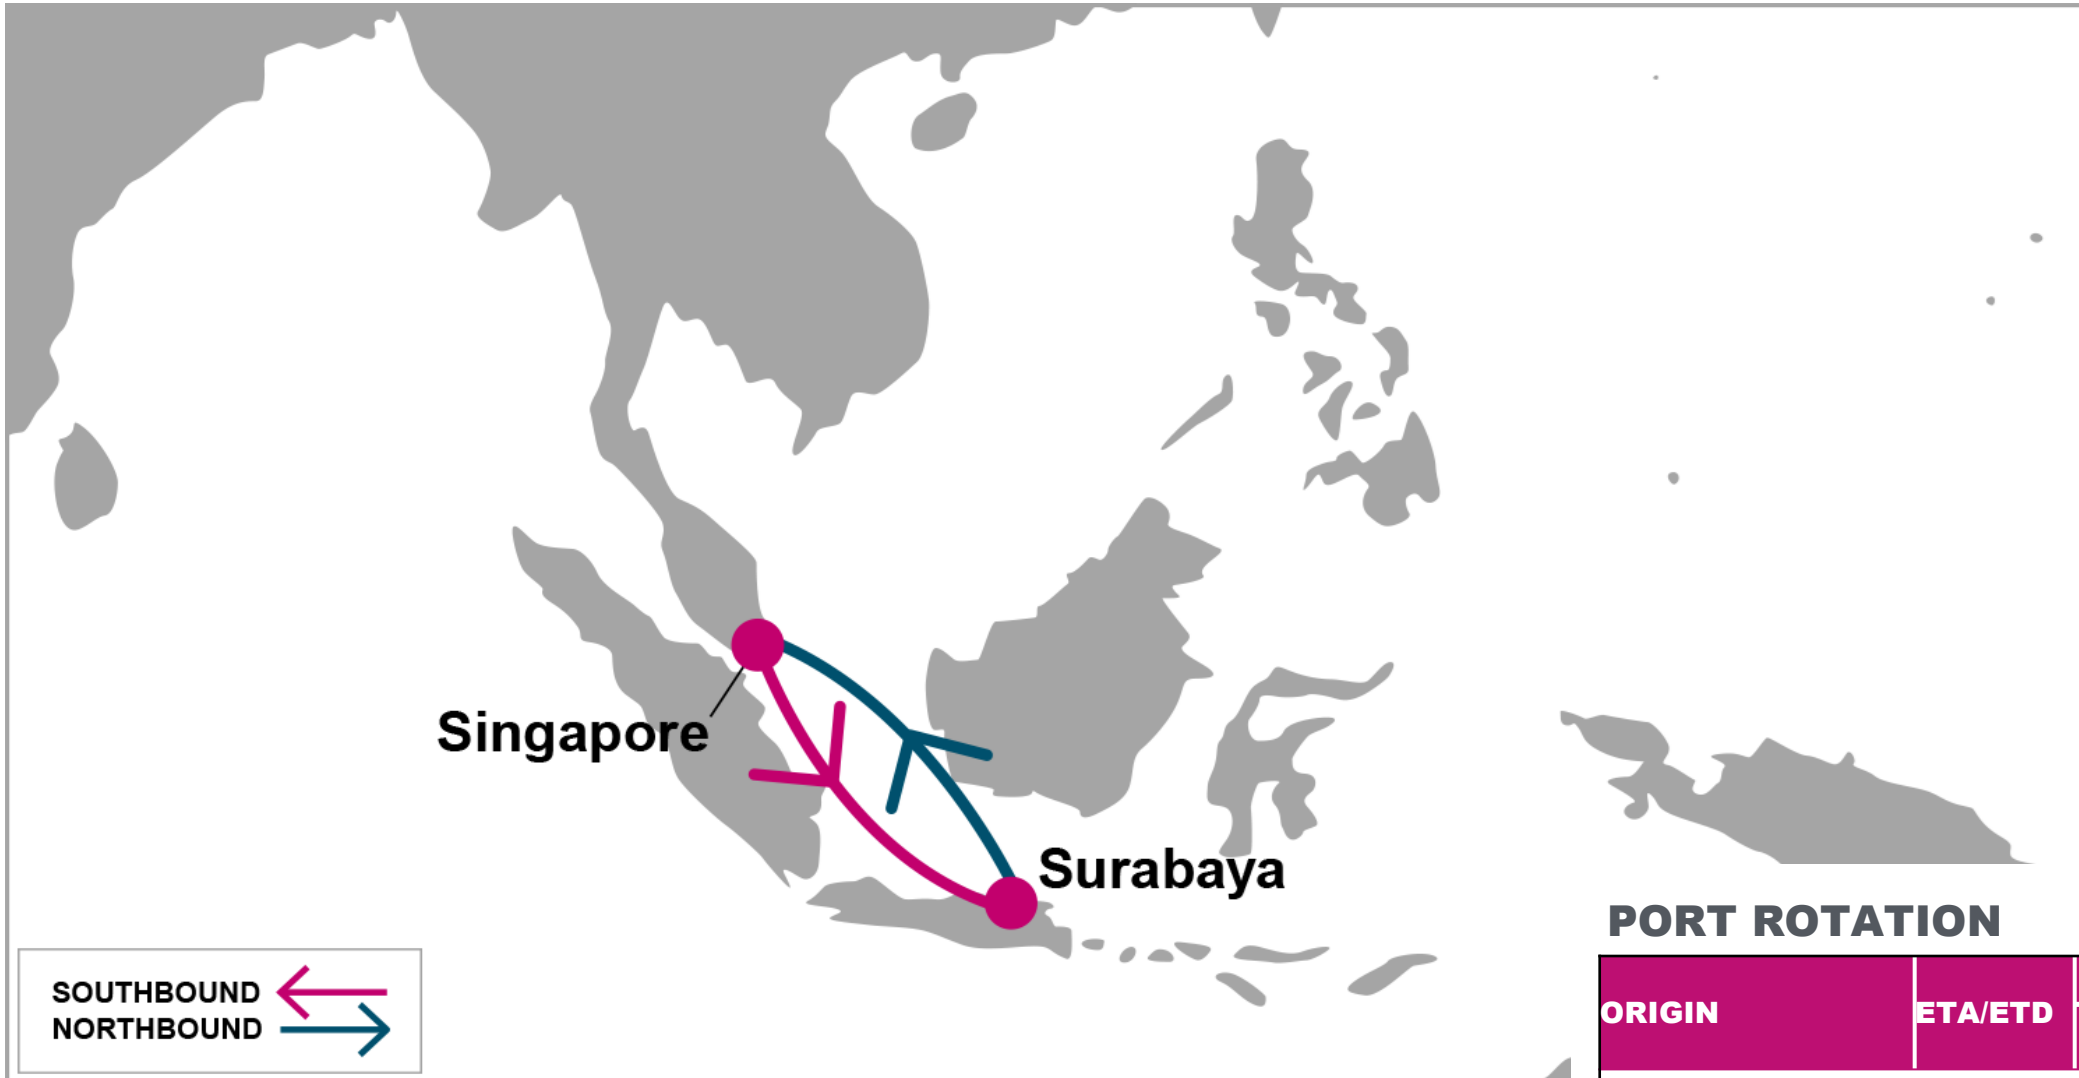 Singapore
Surabaya
SOUTHBOUND
NORTHBOUND
PORT ROTATION
ORIGIN ETA/ETD